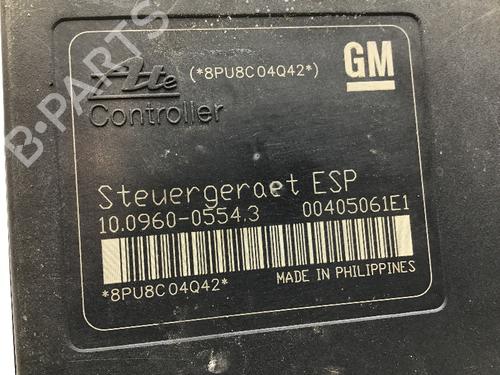 Ate
(*8PU8C04Q42*)
GM
Controller
Steuergeraet ESP
10.0960-0554.3 00405061E1
*8PU8C04Q42*
MADE IN PHILIPPINES
B-PARTS